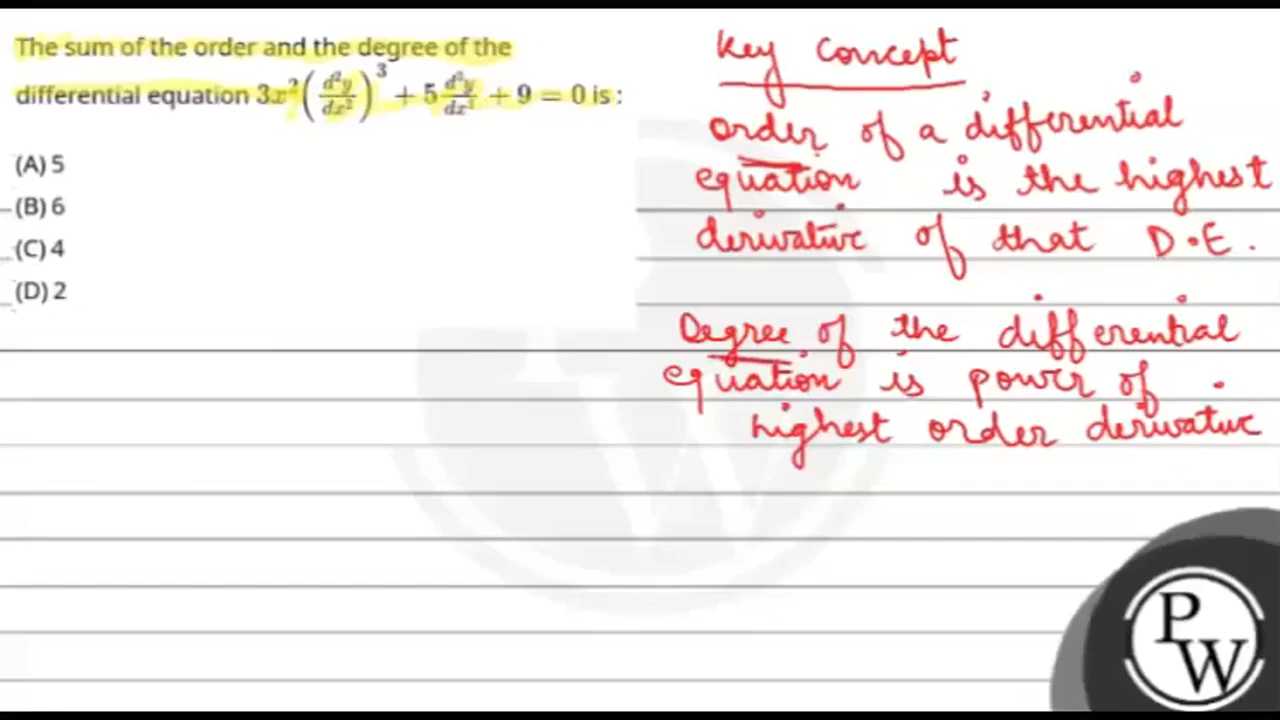 The sum of the order and the degree of the
differential equation 3x²(d²y/dx²)³ + 5 + 9 = 0 is :
(A) 5
(B) 6
(C) 4
(D) 2
Key Concept
order of a differential
equation is the highest
derivative of that D.E.
Degree of the differential
equation is power of
highest order derivative
PW